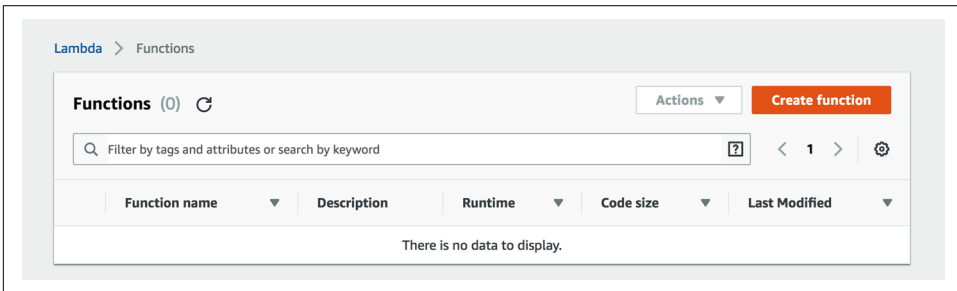 Lambda > Functions
Functions (0)
Actions
Create function
Filter by tags and attributes or search by keyword
?
< 1 >
Function name
Description
Runtime
Code size
Last Modified
There is no data to display.